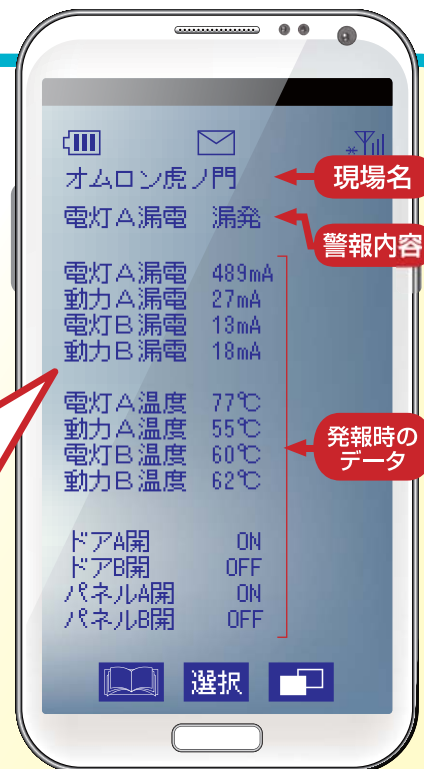 オムロン虎ノ門
現場名
電灯A漏電 漏発
警報内容
電灯A漏電 489mA
動力A漏電 27mA
電灯B漏電 13mA
動力B漏電 18mA
電灯A温度 77℃
動力A温度 55℃
電灯B温度 60℃
動力B温度 62℃
発報時の
データ
ドアA開 ON
ドアB開 OFF
パネルA開 ON
パネルB開 OFF
選択